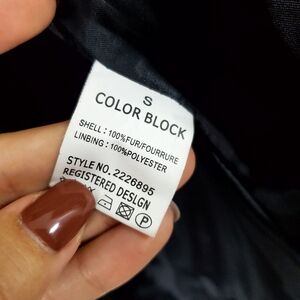 S
COLOR BLOCK
SHELL : 100%FUR/FOURRURE
LINBING : 100%POLYESTER
STYLE NO. 2226895
REGISTERED DESLGN
P